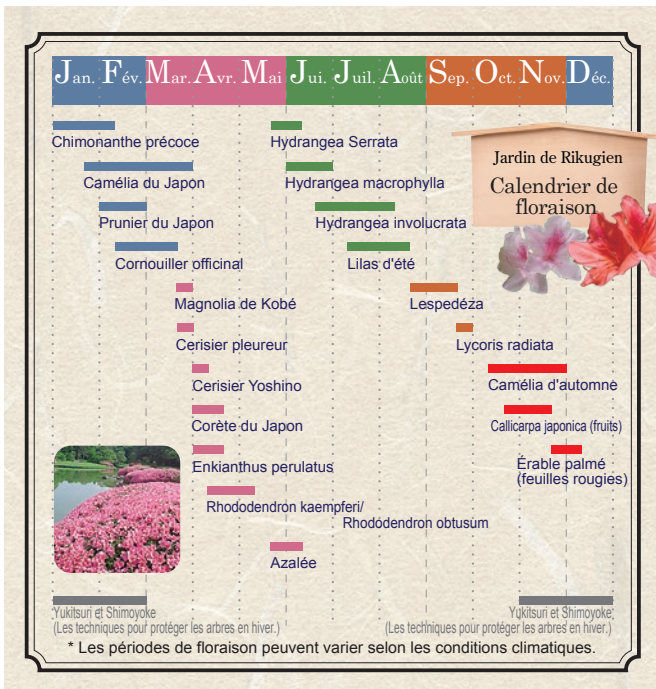 Jan. Fév. Mar. Avr. Mai Jui. Juil. Août Sep. Oct. Nov. Déc.
Jardin de Rikugien
Calendrier de
floraison
Chimonanthe précoce
Camélia du Japon
Prunier du Japon
Cornouiller officinal
Magnolia de Kobé
Cerisier pleureur
Cerisier Yoshino
Corète du Japon
Enkianthus perulatus
Rhododendron kaempferi/
Rhododendron obtusum
Azalée
Hydrangea Serrata
Hydrangea macrophylla
Hydrangea involucrata
Lilas d'été
Lespedéza
Lycoris radiata
Camélia d'automne
Callicarpa japonica (fruits)
Érable palmé
(feuilles rougies)
Yukitsuri et Shimoyoke
(Les techniques pour protéger les arbres en hiver.)
Yukitsuri et Shimoyoke
(Les techniques pour protéger les arbres en hiver.)
* Les périodes de floraison peuvent varier selon les conditions climatiques.